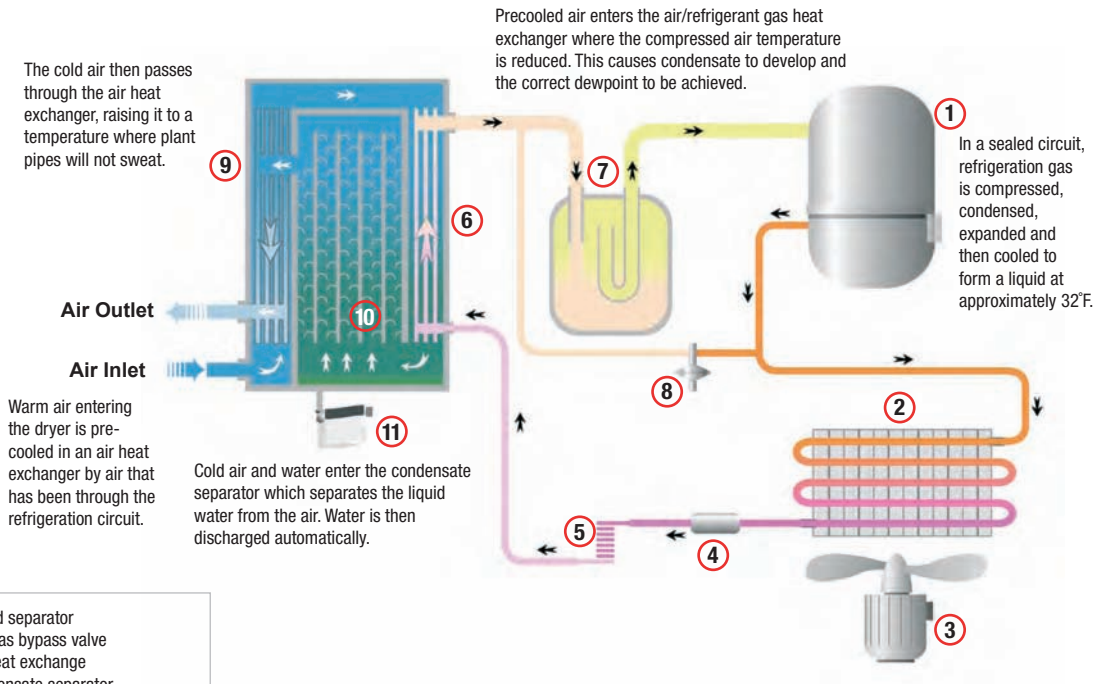 Precooled air enters the air/refrigerant gas heat
exchanger where the compressed air temperature
is reduced. This causes condensate to develop and
the correct dewpoint to be achieved.
The cold air then passes
through the air heat
exchanger, raising it to a
temperature where plant
pipes will not sweat.
1
In a sealed circuit,
refrigeration gas
is compressed,
condensed,
expanded and
then cooled to
form a liquid at
approximately 32˚F.
9
7
6
10
Air Outlet
Air Inlet
8
2
Warm air entering
the dryer is pre-
cooled in an air heat
exchanger by air that
has been through the
refrigeration circuit.
11
Cold air and water enter the condensate
separator which separates the liquid
water from the air. Water is then
discharged automatically.
5
4
3
separator
as bypass valve
eat exchange
separator